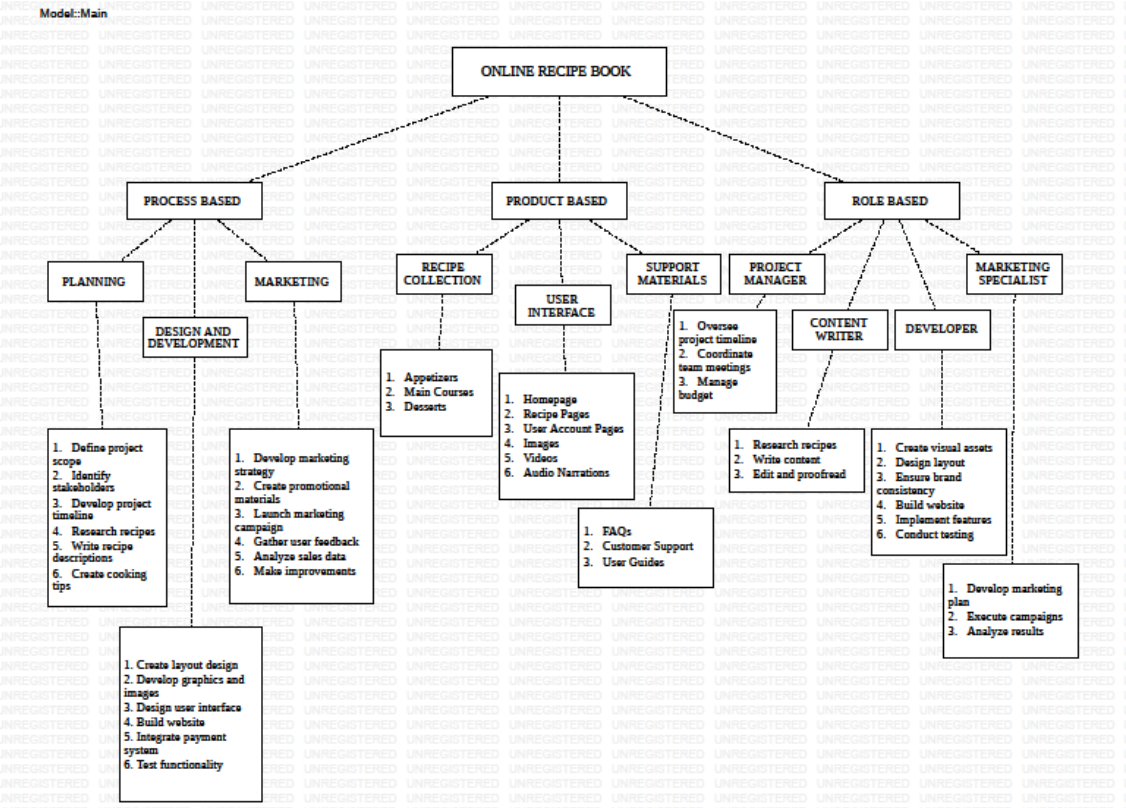 Model::Main
ONLINE RECIPE BOOK
PROCESS BASED
PRODUCT BASED
ROLE BASED
PLANNING
DESIGN AND
DEVELOPMENT
MARKETING
RECIPE
COLLECTION
USER
INTERFACE
SUPPORT
MATERIALS
PROJECT
MANAGER
CONTENT
WRITER
DEVELOPER
MARKETING
SPECIALIST
1. Define project
scope
2. Identify
stakeholders
3. Develop project
timeline
4. Research recipes
5. Write recipe
descriptions
6. Create cooking
tips
1. Create layout design
2. Develop graphics and
images
3. Design user interface
4. Build website
5. Integrate payment
system
6. Test functionality
1. Develop marketing
strategy
2. Create promotional
materials
3. Launch marketing
campaign
4. Gather user feedback
5. Analyze sales data
6. Make improvements
1. Appetizers
2. Main Courses
3. Desserts
1. Homepage
2. Recipe Pages
3. User Account Pages
4. Images
5. Videos
6. Audio Narrations
1. FAQs
2. Customer Support
3. User Guides
1. Oversee
project timeline
2. Coordinate
team meetings
3. Manage
budget
1. Research recipes
2. Write content
3. Edit and proofread
1. Create visual assets
2. Design layout
3. Ensure brand
consistency
4. Build website
5. Implement features
6. Conduct testing
1. Develop marketing
plan
2. Execute campaigns
3. Analyze results
UNREGISTERED